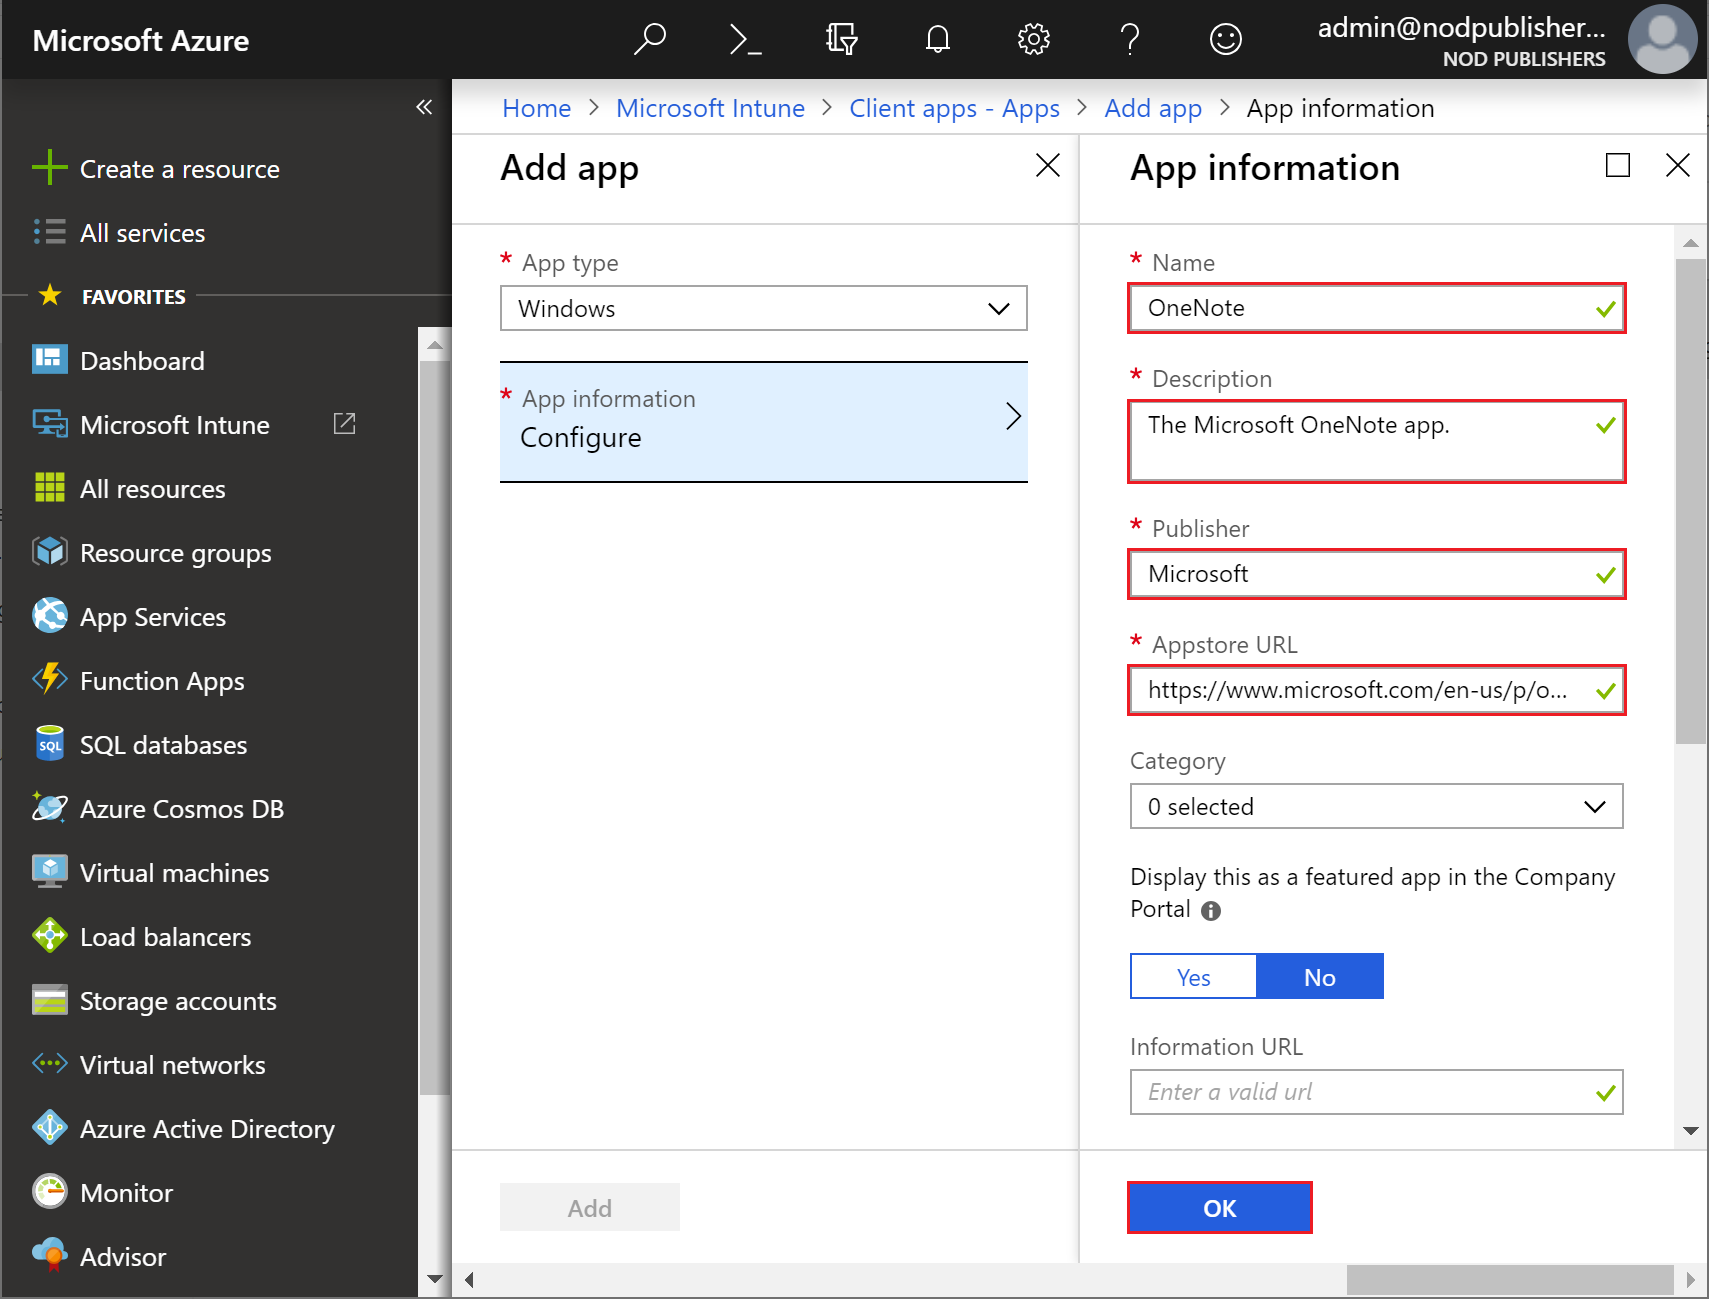 Microsoft Azure
admin@nodpublisher...
NOD PUBLISHERS
Home > Microsoft Intune > Client apps - Apps > Add app > App information
Create a resource
All services
FAVORITES
Dashboard
Microsoft Intune
All resources
Resource groups
App Services
Function Apps
SQL
SQL databases
Azure Cosmos DB
Virtual machines
Load balancers
Storage accounts
Virtual networks
Azure Active Directory
Monitor
Advisor
Add app
* App type
Windows
* App information
Configure
Add
App information
* Name
OneNote
* Description
The Microsoft OneNote app.
* Publisher
Microsoft
* Appstore URL
https://www.microsoft.com/en-us/p/o...
Category
0 selected
Display this as a featured app in the Company
Portal
Yes No
Information URL
Enter a valid url
OK